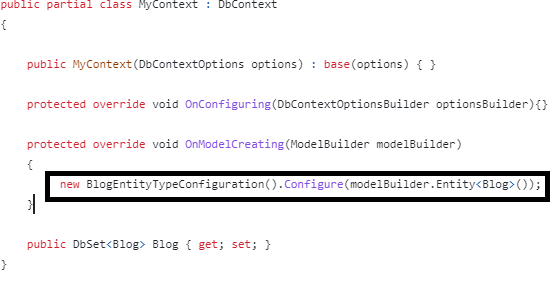 public partial class MyContext : DbContext
{
public MyContext(DbContextOptions options) : base(options) { }
protected override void OnConfiguring(DbContextOptionsBuilder optionsBuilder){}
protected override void OnModelCreating(ModelBuilder modelBuilder)
{
new BlogEntityTypeConfiguration().Configure(modelBuilder.Entity<Blog>());
}
public DbSet<Blog> Blog { get; set; }
}